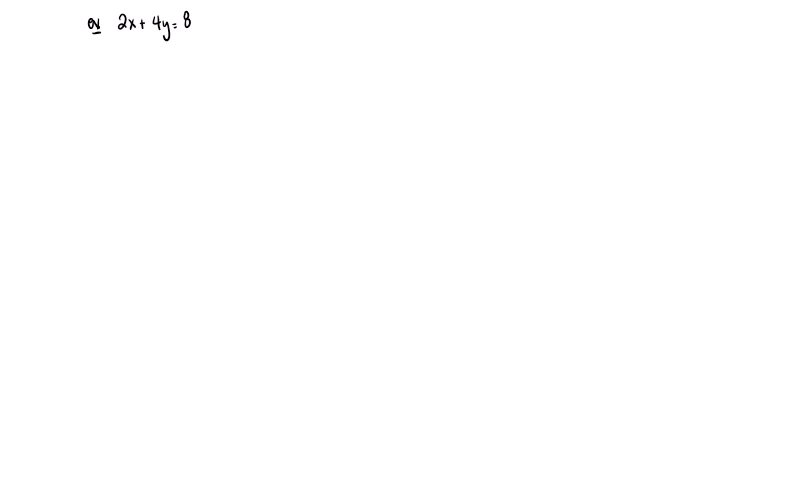 ex 2x + 4y = 8